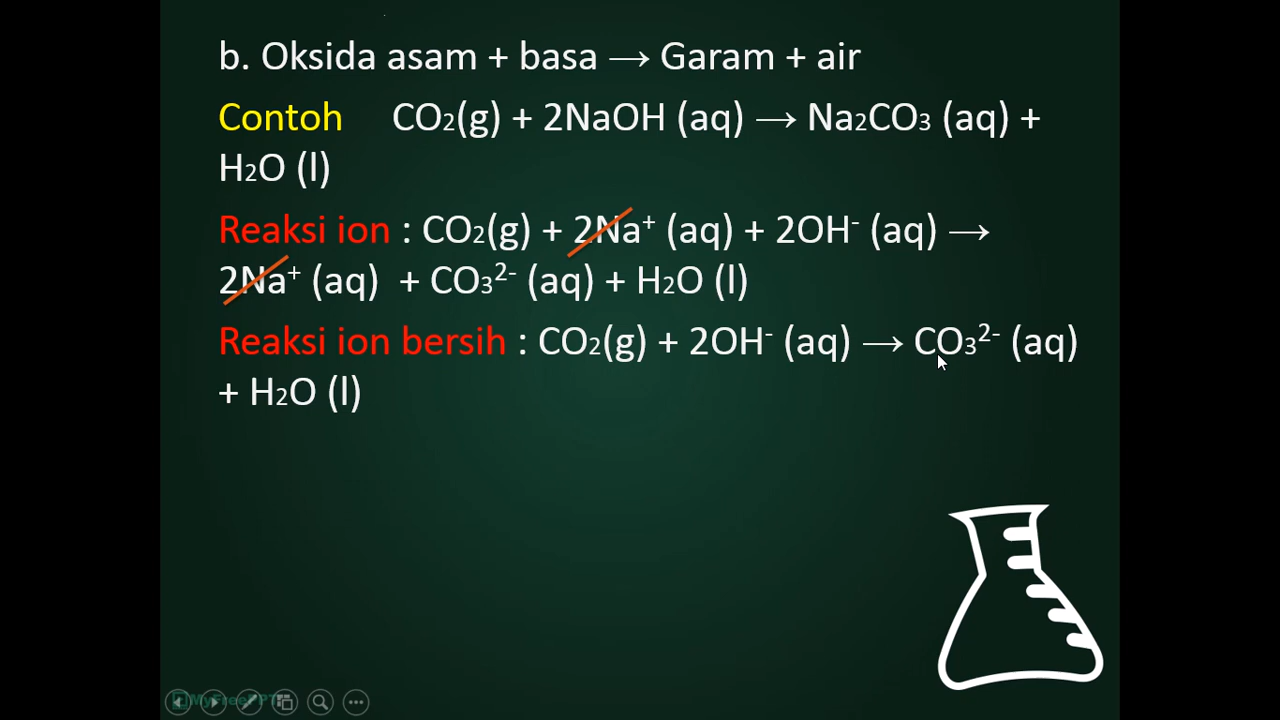 b. Oksida asam + basa → Garam + air
Contoh CO₂(g) + 2NaOH (aq) → Na₂CO₃ (aq) +
H₂O (l)
Reaksi ion : CO₂(g) + 2Na⁺ (aq) + 2OH⁻ (aq) →
2Na⁺ (aq) + CO₃²⁻ (aq) + H₂O (l)
Reaksi ion bersih : CO₂(g) + 2OH⁻ (aq) → CO₃²⁻ (aq)
+ H₂O (l)